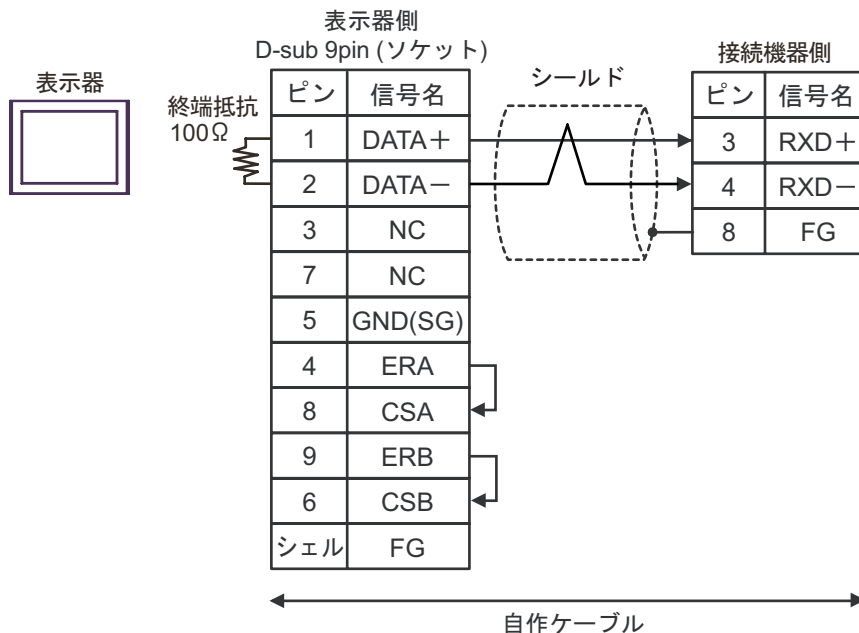 表示器側
D-sub 9pin (ソケット)
表示器
終端抵抗
100Ω
ピン 信号名
1 DATA＋
2 DATA－
3 NC
7 NC
5 GND(SG)
4 ERA
8 CSA
9 ERB
6 CSB
シェル FG
シールド
接続機器側
ピン 信号名
3 RXD＋
4 RXD－
8 FG
自作ケーブル